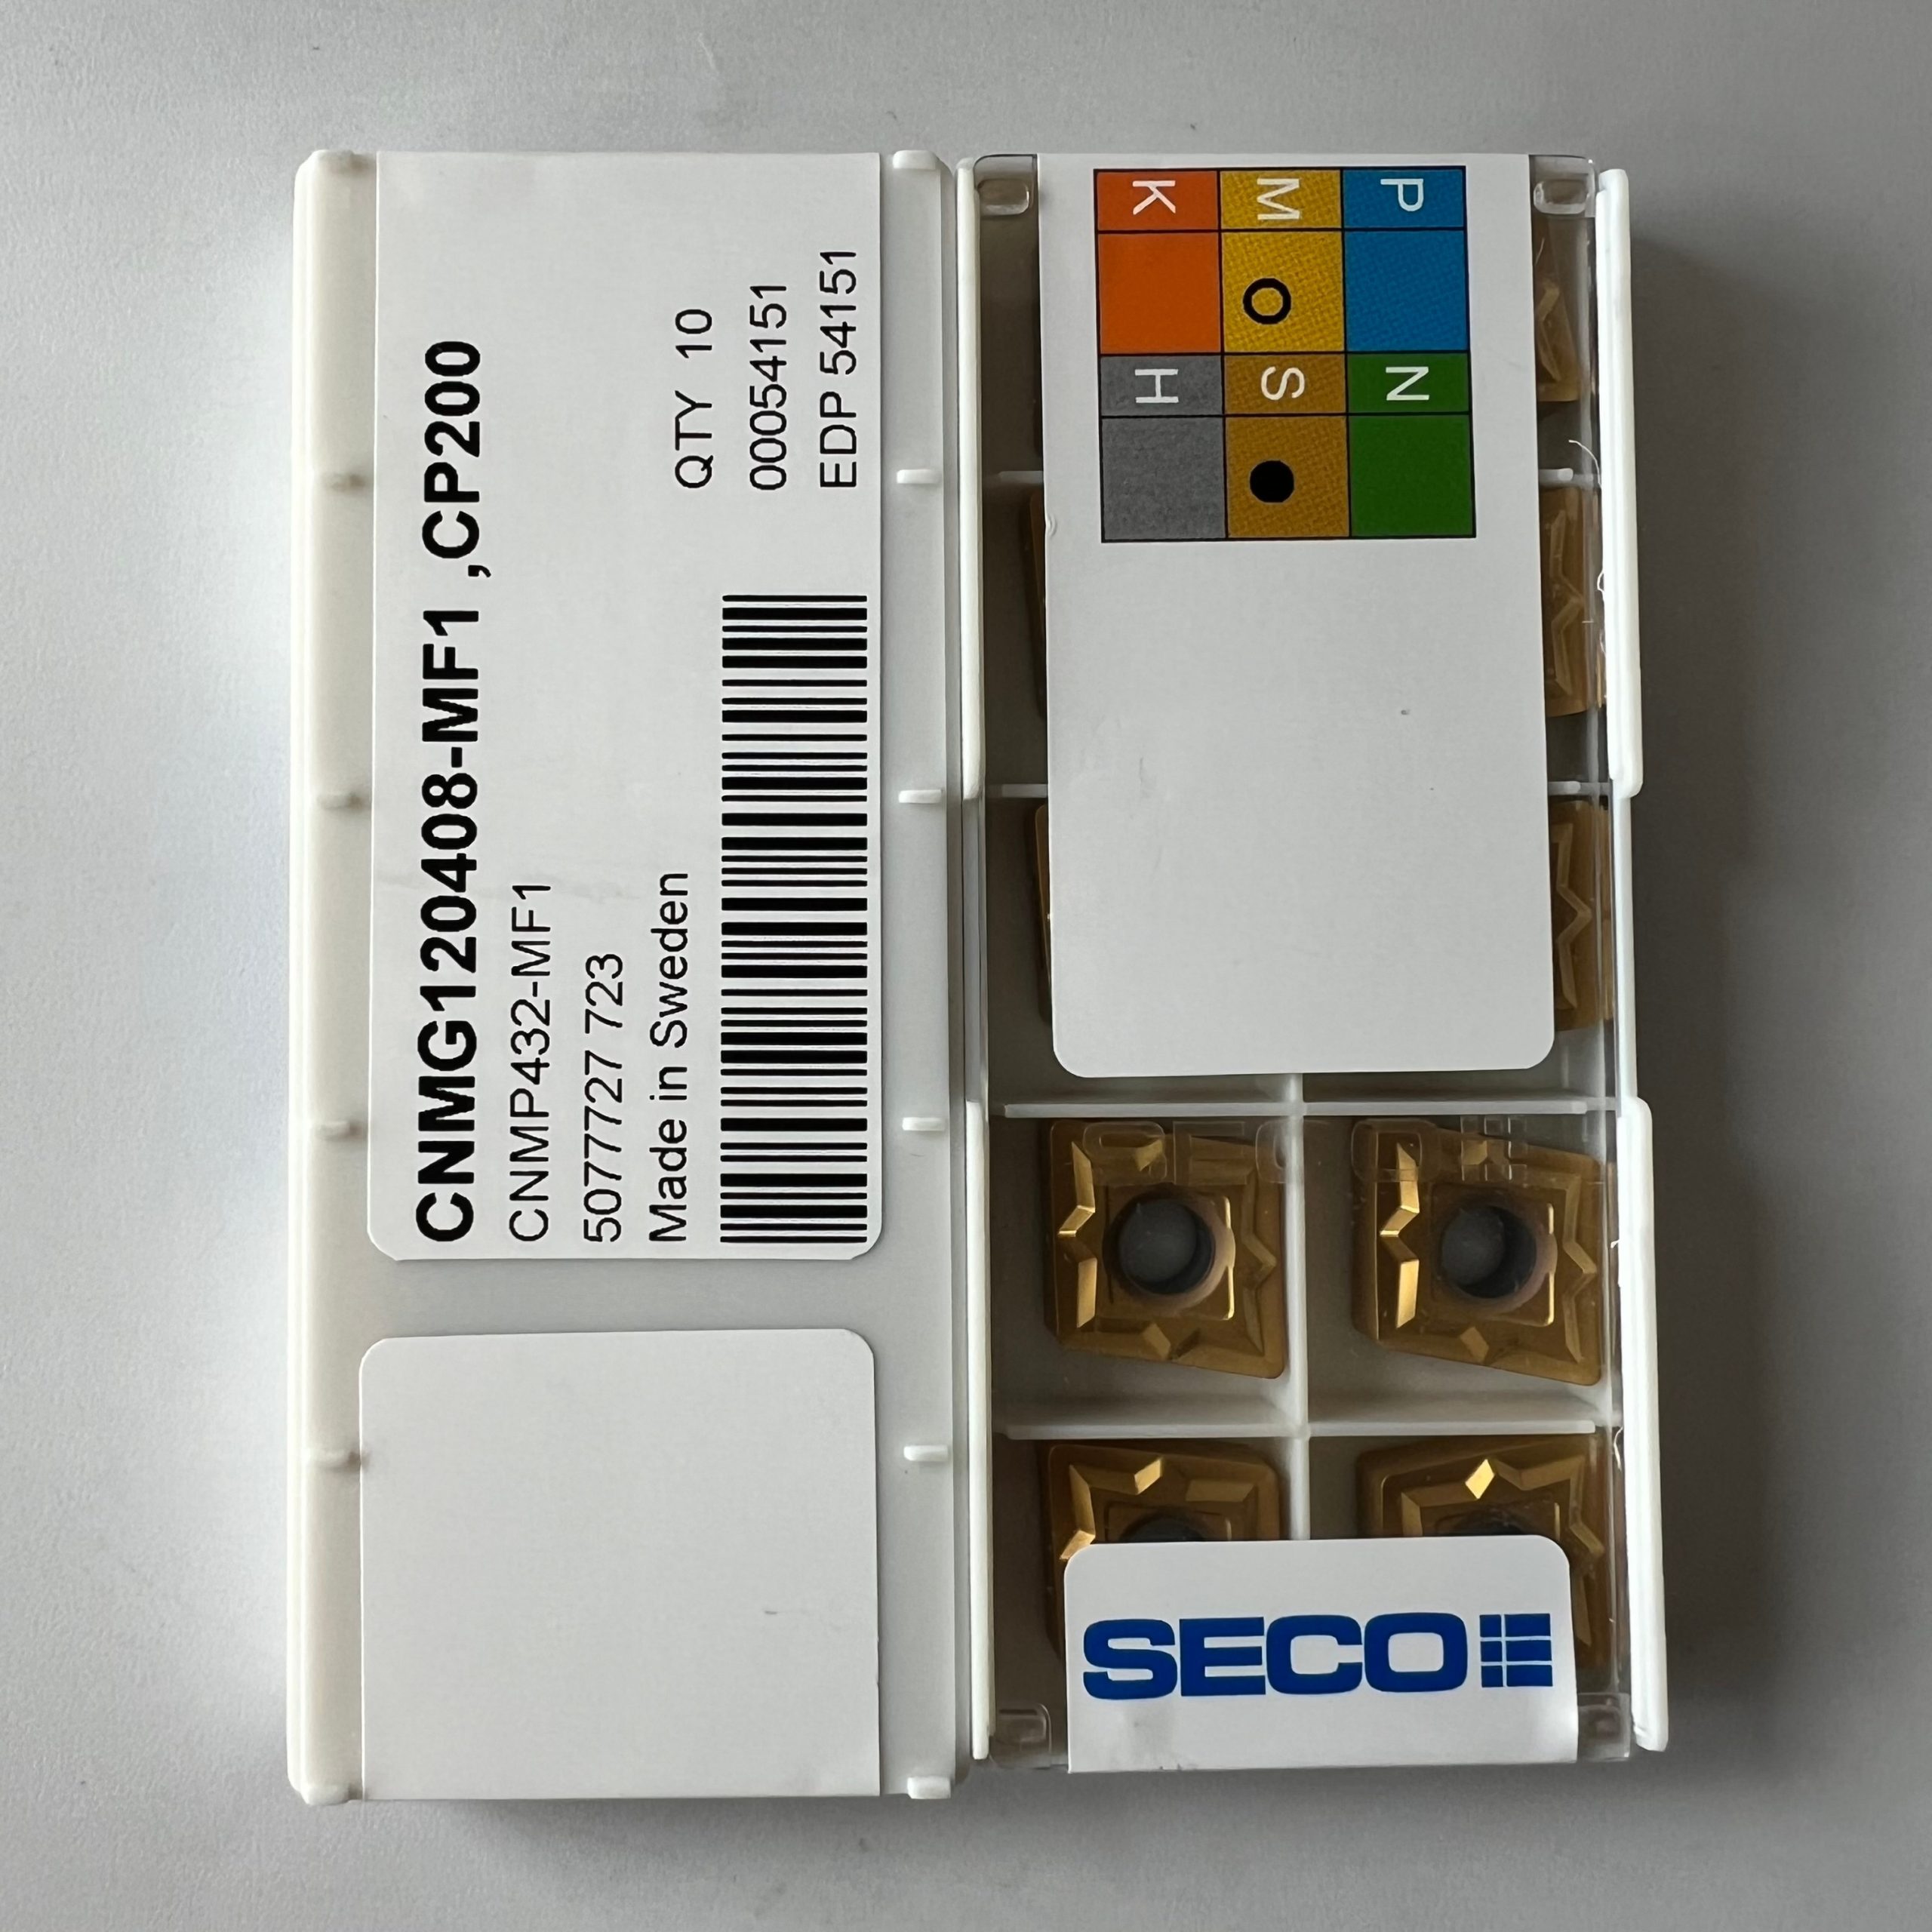 CNMG120408-MF1 ,CP200
CNMP432-MF1
5077727 723
Made in Sweden
QTY 10
00054151
EDP 54151
P M K
O
N S H
SECO